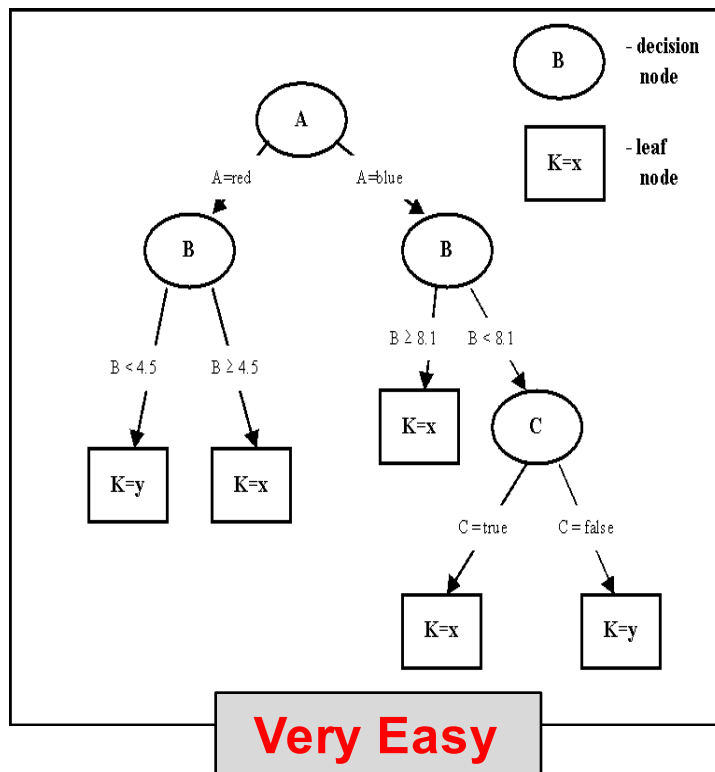 B
- decision
node
A
K=x
- leaf
node
A=red
A=blue
B
B
B ≥ 8.1
B < 8.1
B < 4.5
B ≥ 4.5
K=x
C
K=y
K=x
C=true
C=false
K=x
K=y
Very Easy